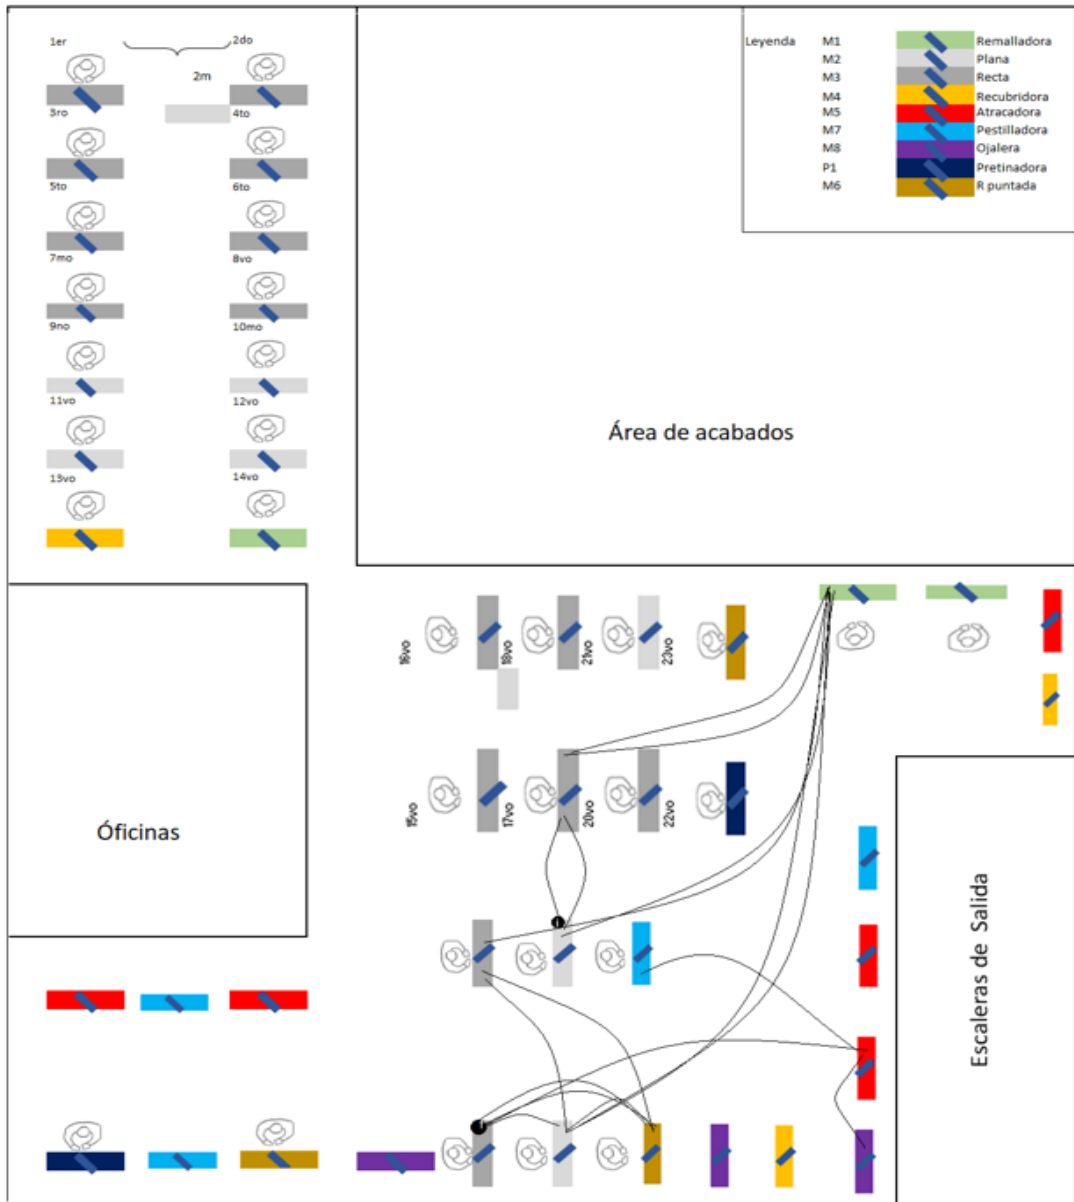 1er 2do
2m
3ro 4to
5to 6to
7mo 8vo
9no 10mo
11vo 12vo
13vo 14vo
Leyenda M1 Remalladora
M2 Plana
M3 Recta
M4 Recubridora
M5 Atracadora
M7 Pestilladora
M8 Ojalera
P1 Pretinadora
M6 R puntada
Área de acabados
16vo 18vo 21vo 23vo
15vo 17vo 20vo 22vo
Óficinas
Escaleras de Salida